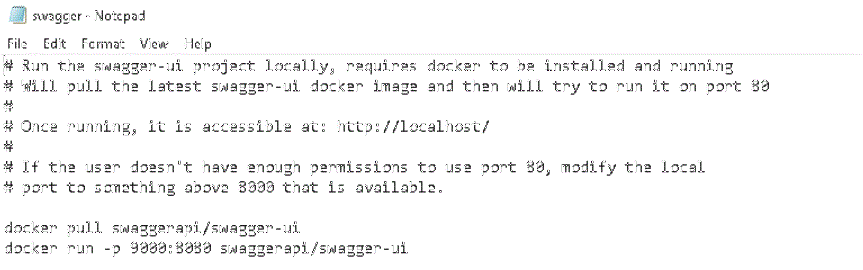 swagger - Notepad
File Edit Format View Help
# Run the swagger-ui project locally, requires docker to be installed and running
# Will pull the latest swagger-ui docker image and then will try to run it on port 80
#
# Once running, it is accessible at: http://localhost/
#
# If the user doesn't have enough permissions to use port 80, modify the local
# port to something above 8000 that is available.
docker pull swaggerapi/swagger-ui
docker run -p 9000:8080 swaggerapi/swagger-ui